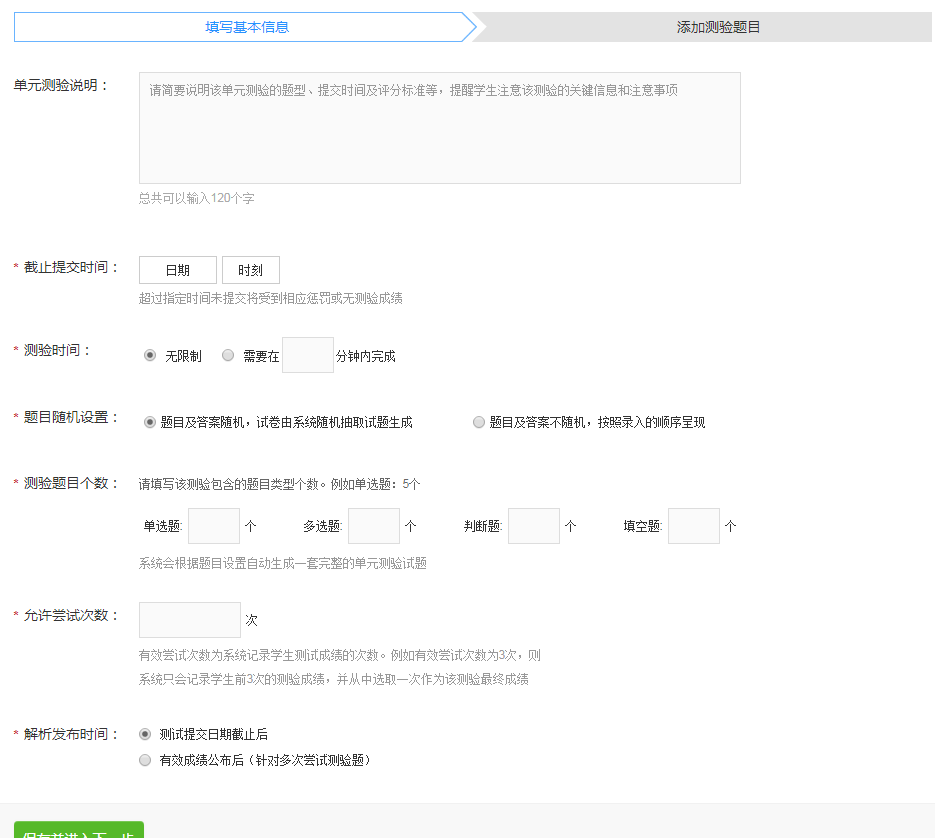 填写基本信息
添加测验题目
单元测验说明：
请简要说明该单元测验的题型、提交时间及评分标准等，提醒学生注意该测验的关键信息和注意事项
总共可以输入120个字
* 截止提交时间：
日期 时刻
超过指定时间未提交将受到相应惩罚或无测验成绩
* 测验时间：
无限制 需要在 分钟内完成
* 题目随机设置：
题目及答案随机，试卷由系统随机抽取试题生成 题目及答案不随机，按照录入的顺序呈现
* 测验题目个数：
请填写该测验包含的题目类型个数。例如单选题：5个
单选题: 个 多选题: 个 判断题: 个 填空题: 个
系统会根据题目设置自动生成一套完整的单元测验试题
* 允许尝试次数：
次
有效尝试次数为系统记录学生测试成绩的次数。例如有效尝试次数为3次，则
系统只会记录学生前3次的测验成绩，并从中选取一次作为该测验最终成绩
* 解析发布时间：
测试提交日期截止后
有效成绩公布后（针对多次尝试测验题）
保存并进入下一步